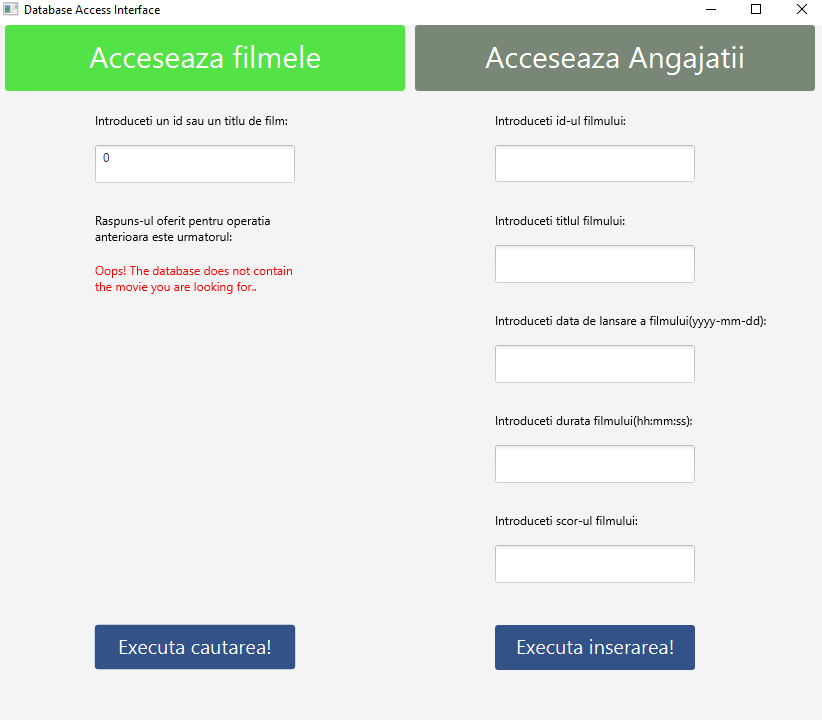 Database Access Interface
Acceseaza filmele
Acceseaza Angajatii
Introduceti un id sau un titlu de film:
0
Raspuns-ul oferit pentru operatia
anterioara este urmatorul:
Oops! The database does not contain
the movie you are looking for..
Executa cautarea!
Introduceti id-ul filmului:
Introduceti titlul filmului:
Introduceti data de lansare a filmului(yyyy-mm-dd):
Introduceti durata filmului(hh:mm:ss):
Introduceti scor-ul filmului:
Executa inserarea!